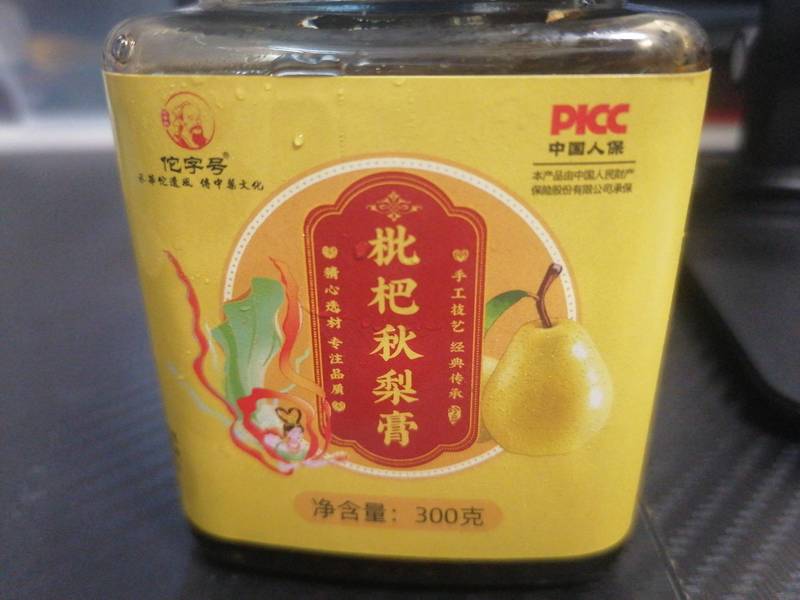 佗字号®
承华佗遗风 传中华文化
PICC
中国人保
本产品由中国人民财产
保险股份有限公司承保
枇杷秋梨膏
手工技艺 经典传承
精心选材 专注品质
净含量：300克